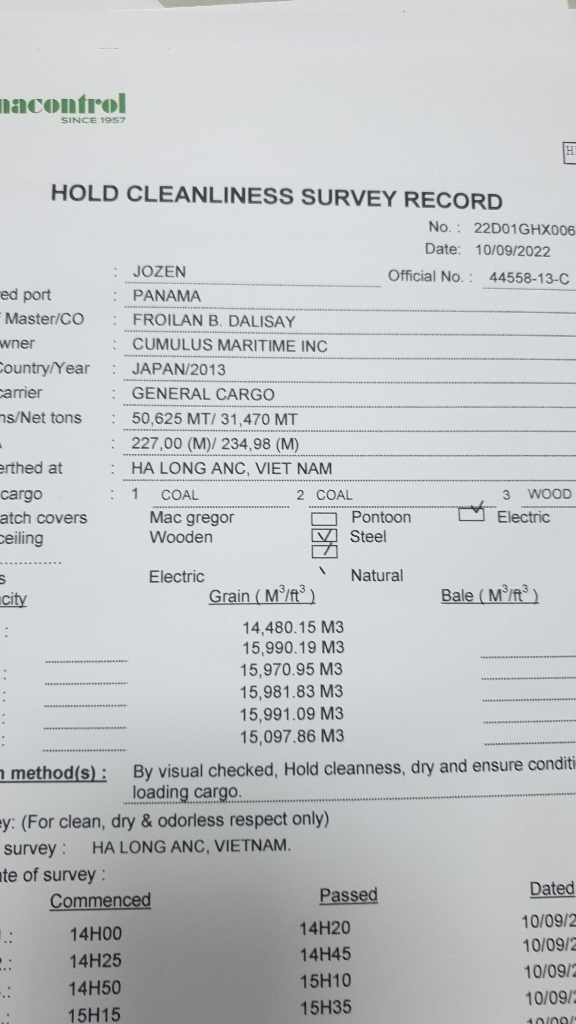 nacontrol
SINCE 1957
HOLD CLEANLINESS SURVEY RECORD
No. : 22D01GHX006
Date: 10/09/2022
: JOZEN Official No. : 44558-13-C
ed port : PANAMA
Master/CO : FROILAN B. DALISAY
wner : CUMULUS MARITIME INC
Country/Year : JAPAN/2013
carrier : GENERAL CARGO
ns/Net tons : 50,625 MT/ 31,470 MT
: 227,00 (M)/ 234,98 (M)
erthed at : HA LONG ANC, VIET NAM
cargo : 1 COAL 2 COAL 3 WOOD
atch covers Mac gregor Pontoon Electric
ceiling Wooden Steel
s Electric Natural
city Grain ( M³/ft³ ) Bale ( M³/ft³ )
: 14,480.15 M3
15,990.19 M3
: 15,970.95 M3
: 15,981.83 M3
: 15,991.09 M3
: 15,097.86 M3
n method(s) : By visual checked, Hold cleanness, dry and ensure conditi
loading cargo.
ey: (For clean, dry & odorless respect only)
survey : HA LONG ANC, VIETNAM.
te of survey :
Commenced Passed Dated
.: 14H00 14H20 10/09/2
.: 14H25 14H45 10/09/2
.: 14H50 15H10 10/09/2
.: 15H15 15H35 10/09/2